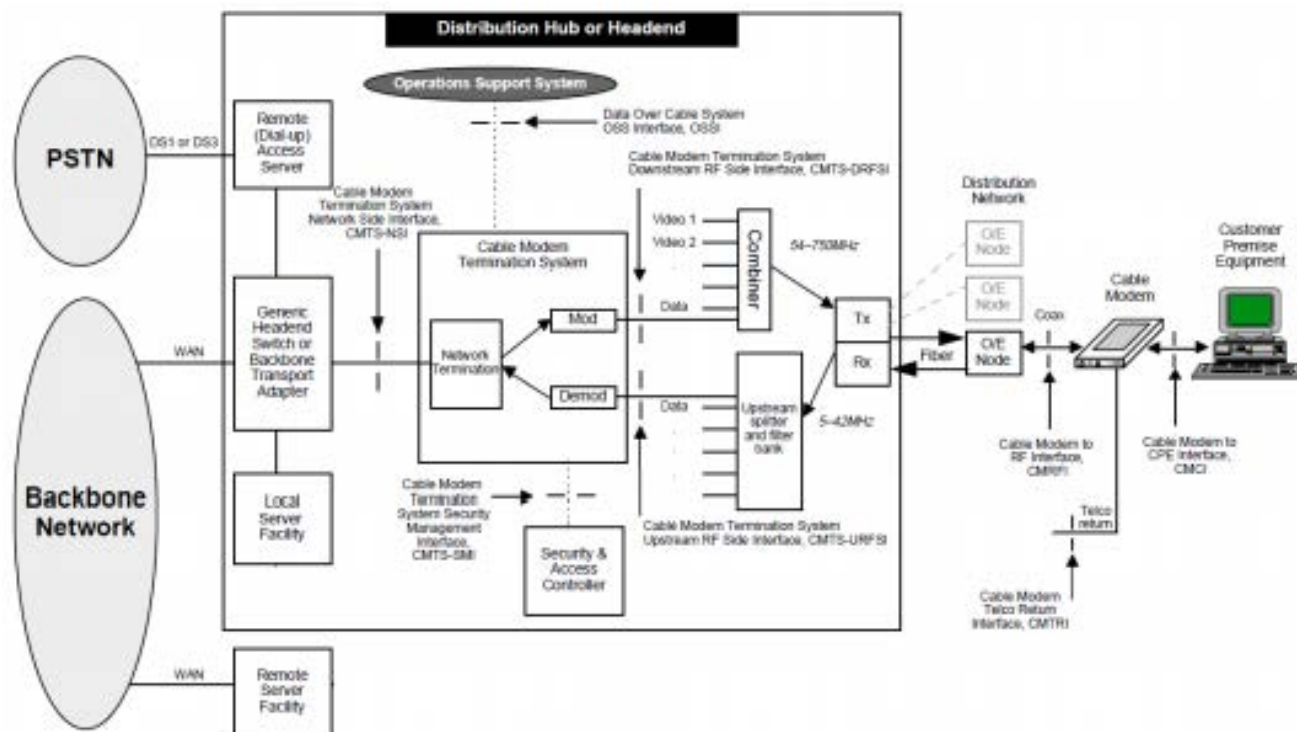 Distribution Hub or Headend
Operations Support System
Data Over Cable System
OSS Interface, OSSI
PSTN
DS1 or DS3
Remote
(Dial-up)
Access
Server
Cable Modem
Termination System
Network Side Interface,
CMTS-NSI
Cable Modem Termination System
Downstream RF Side Interface, CMTS-DRFSI
Cable Modem
Termination System
Video 1
Video 2
Data
Combiner
54–750MHz
Distribution
Network
O/E
Node
O/E
Node
O/E
Node
Customer
Premise
Equipment
Cable
Modem
Coax
Backbone
Network
WAN
Generic
Headend
Switch or
Backbone
Transport
Adapter
Network
Termination
Mod
Demod
Tx
Rx
Fiber
Data
Upstream
splitter
and filter
bank
5–42MHz
Cable Modem to
RF Interface,
CMRFI
Cable Modem to
CPE Interface,
CMCI
Local
Server
Facility
Cable Modem
Termination
System Security
Management
Interface,
CMTS-SMI
Cable Modem Termination System
Upstream RF Side Interface, CMTS-URFSI
Security &
Access
Controller
Telco
return
Cable Modem
Telco Return
Interface, CMTRI
WAN
Remote
Server
Facility